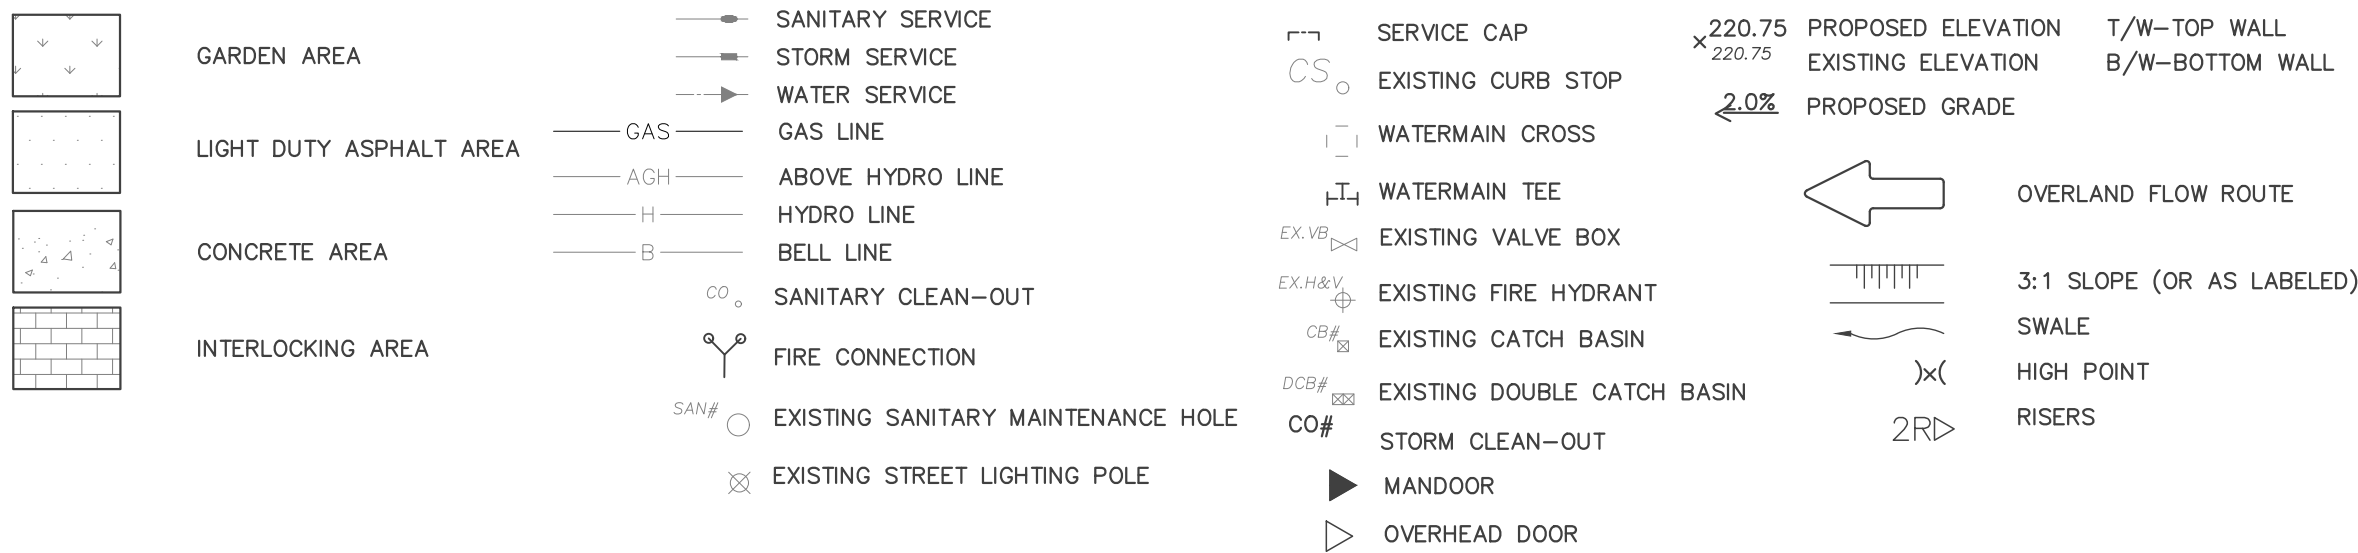 GARDEN AREA
LIGHT DUTY ASPHALT AREA
CONCRETE AREA
INTERLOCKING AREA
SANITARY SERVICE
STORM SERVICE
WATER SERVICE
GAS GAS LINE
AGH ABOVE HYDRO LINE
H HYDRO LINE
B BELL LINE
CO SANITARY CLEAN-OUT
FIRE CONNECTION
SAN# EXISTING SANITARY MAINTENANCE HOLE
EXISTING STREET LIGHTING POLE
SERVICE CAP
CS EXISTING CURB STOP
WATERMAIN CROSS
T WATERMAIN TEE
EX.VB EXISTING VALVE BOX
EX.H&V EXISTING FIRE HYDRANT
CB# EXISTING CATCH BASIN
DCB# EXISTING DOUBLE CATCH BASIN
CO# STORM CLEAN-OUT
MANDOOR
OVERHEAD DOOR
×220.75 PROPOSED ELEVATION T/W-TOP WALL
220.75 EXISTING ELEVATION B/W-BOTTOM WALL
2.0% PROPOSED GRADE
OVERLAND FLOW ROUTE
3:1 SLOPE (OR AS LABELED)
SWALE
)×( HIGH POINT
2R RISERS